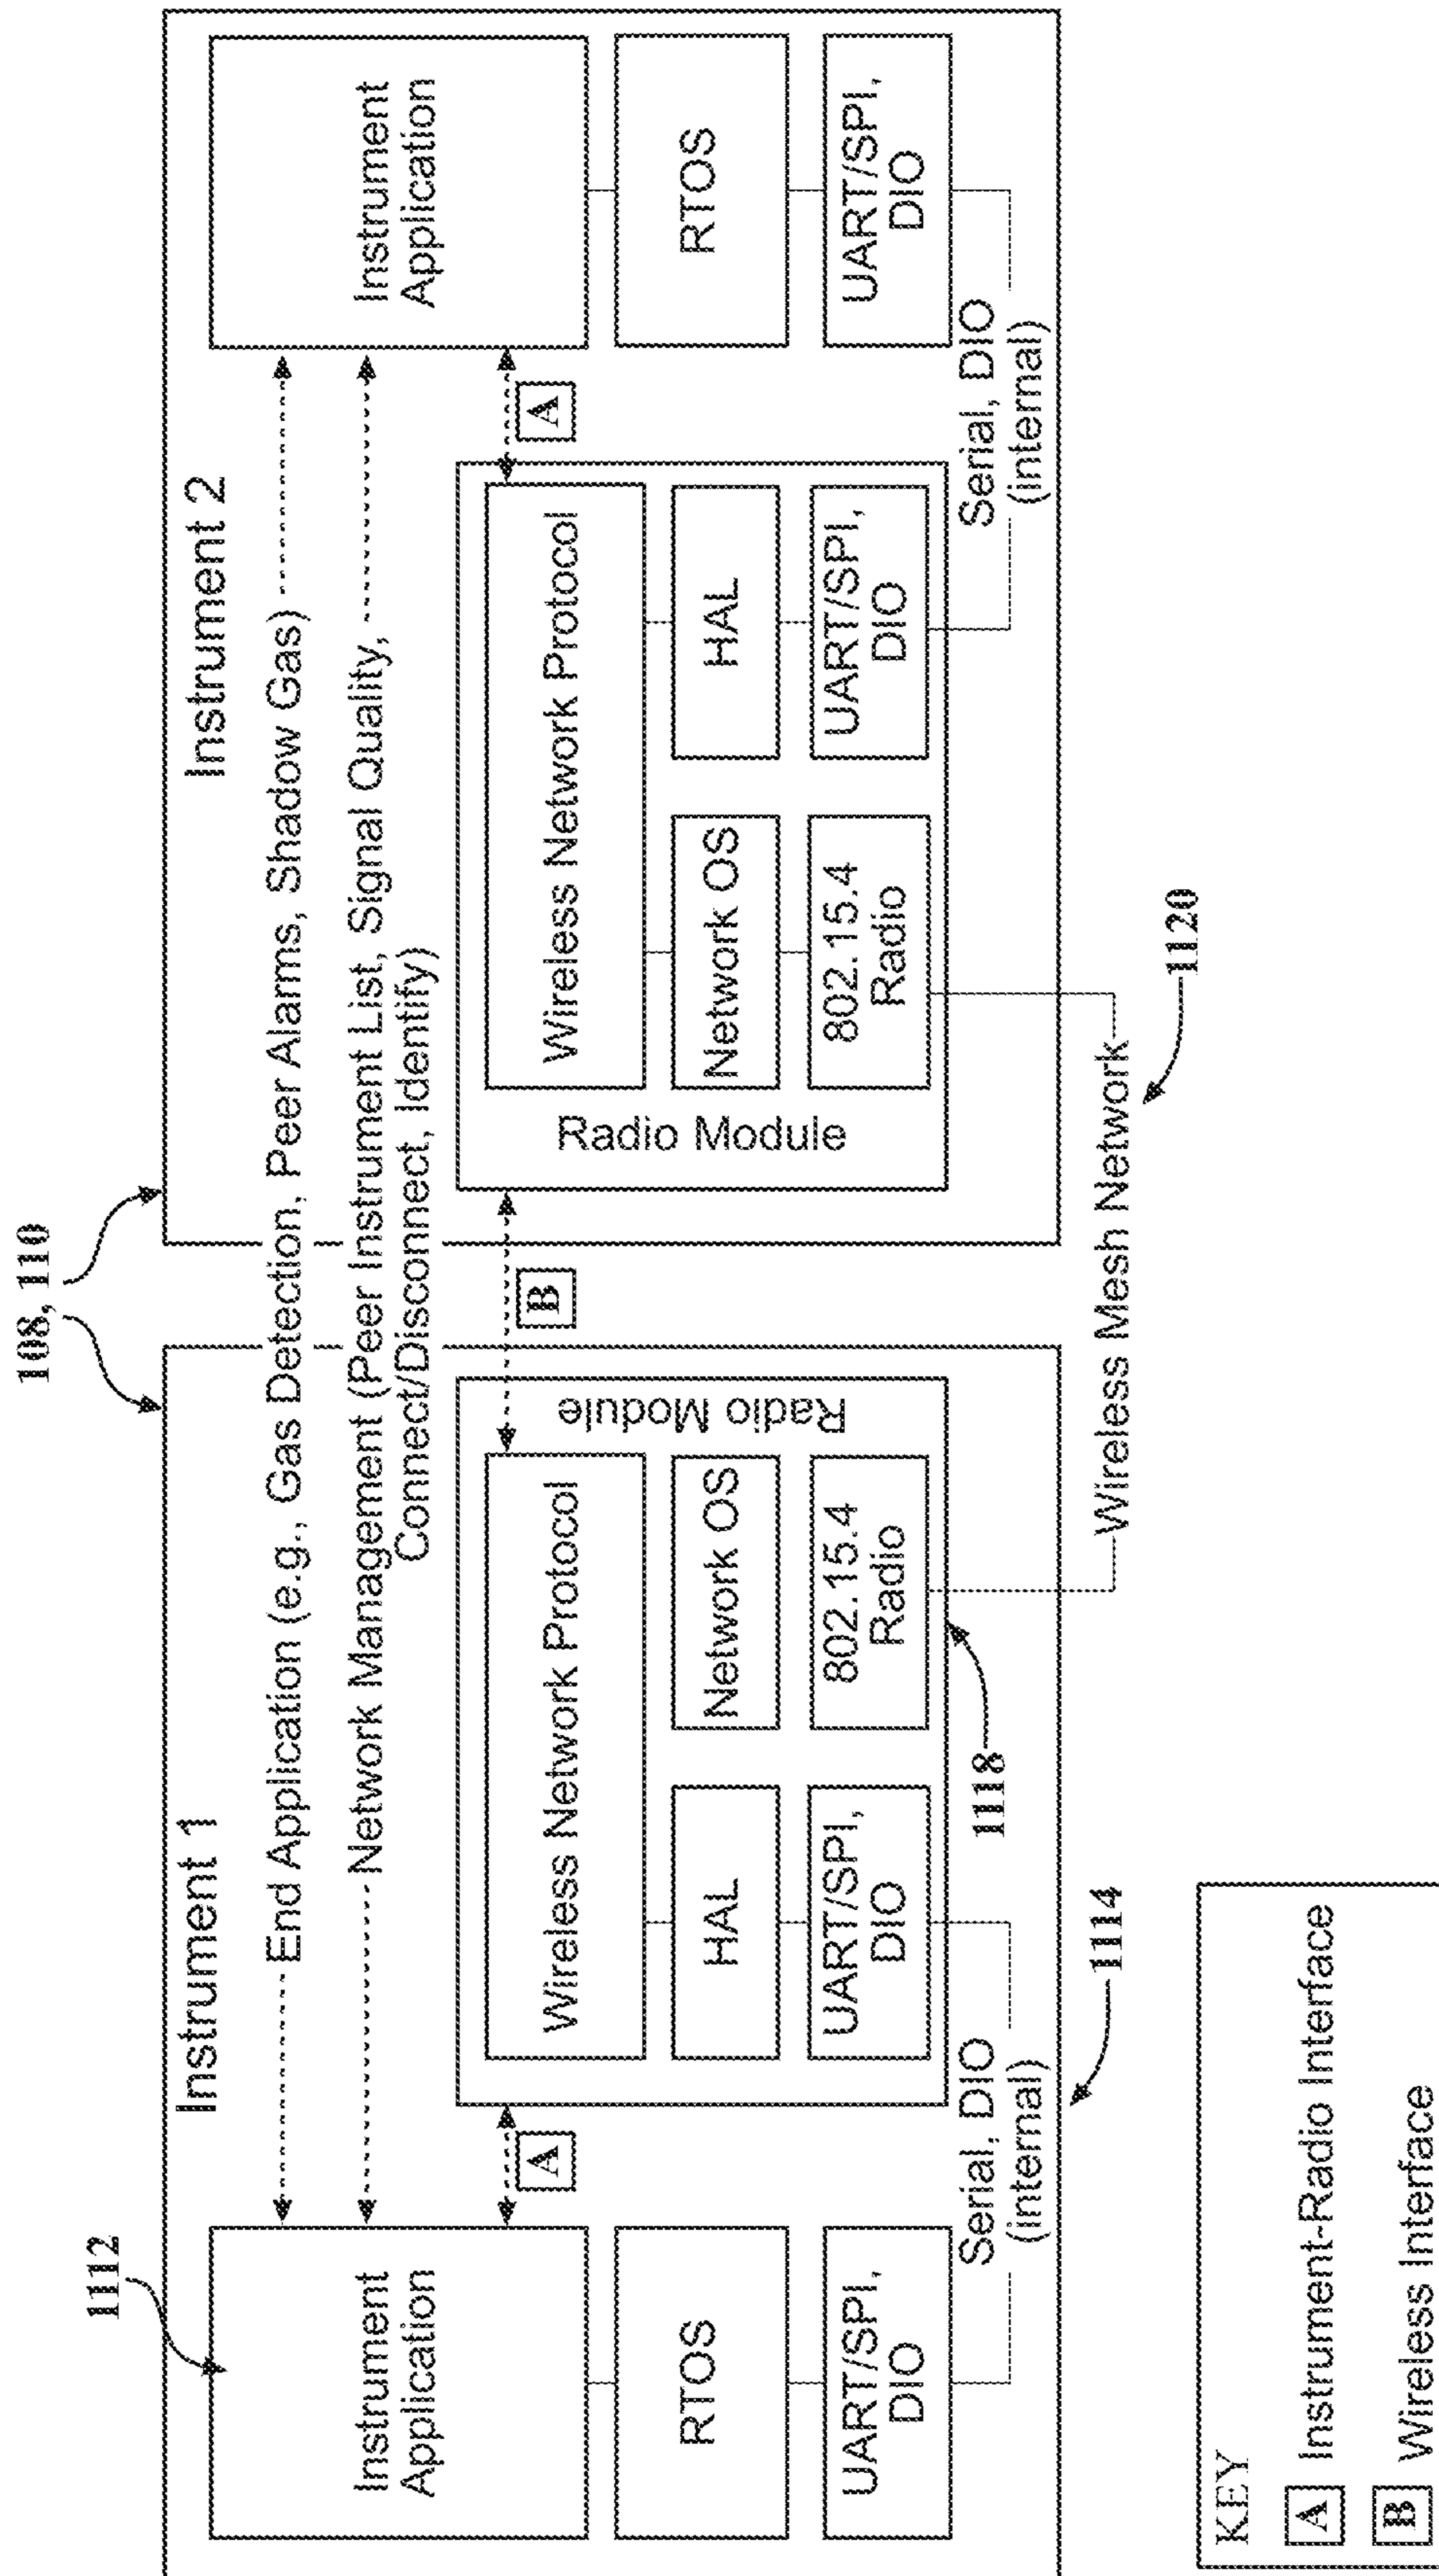 108, 110
Instrument 1
Instrument 2
1112
End Application (e.g., Gas Detection, Peer Alarms, Shadow Gas)
Network Management (Peer Instrument List, Signal Quality,
Connect/Disconnect, Identify)
Instrument
Application
RTOS
UART/SPI,
DIO
A
Wireless Network Protocol
HAL
UART/SPI,
DIO
Network OS
802.15.4
Radio
Radio Module
Serial, DIO
(internal)
1118
1114
B
Radio Module
Wireless Network Protocol
Network OS
802.15.4
Radio
HAL
UART/SPI,
DIO
A
Instrument
Application
RTOS
UART/SPI,
DIO
Serial, DIO
(internal)
Wireless Mesh Network
1120
KEY
A Instrument-Radio Interface
B Wireless Interface